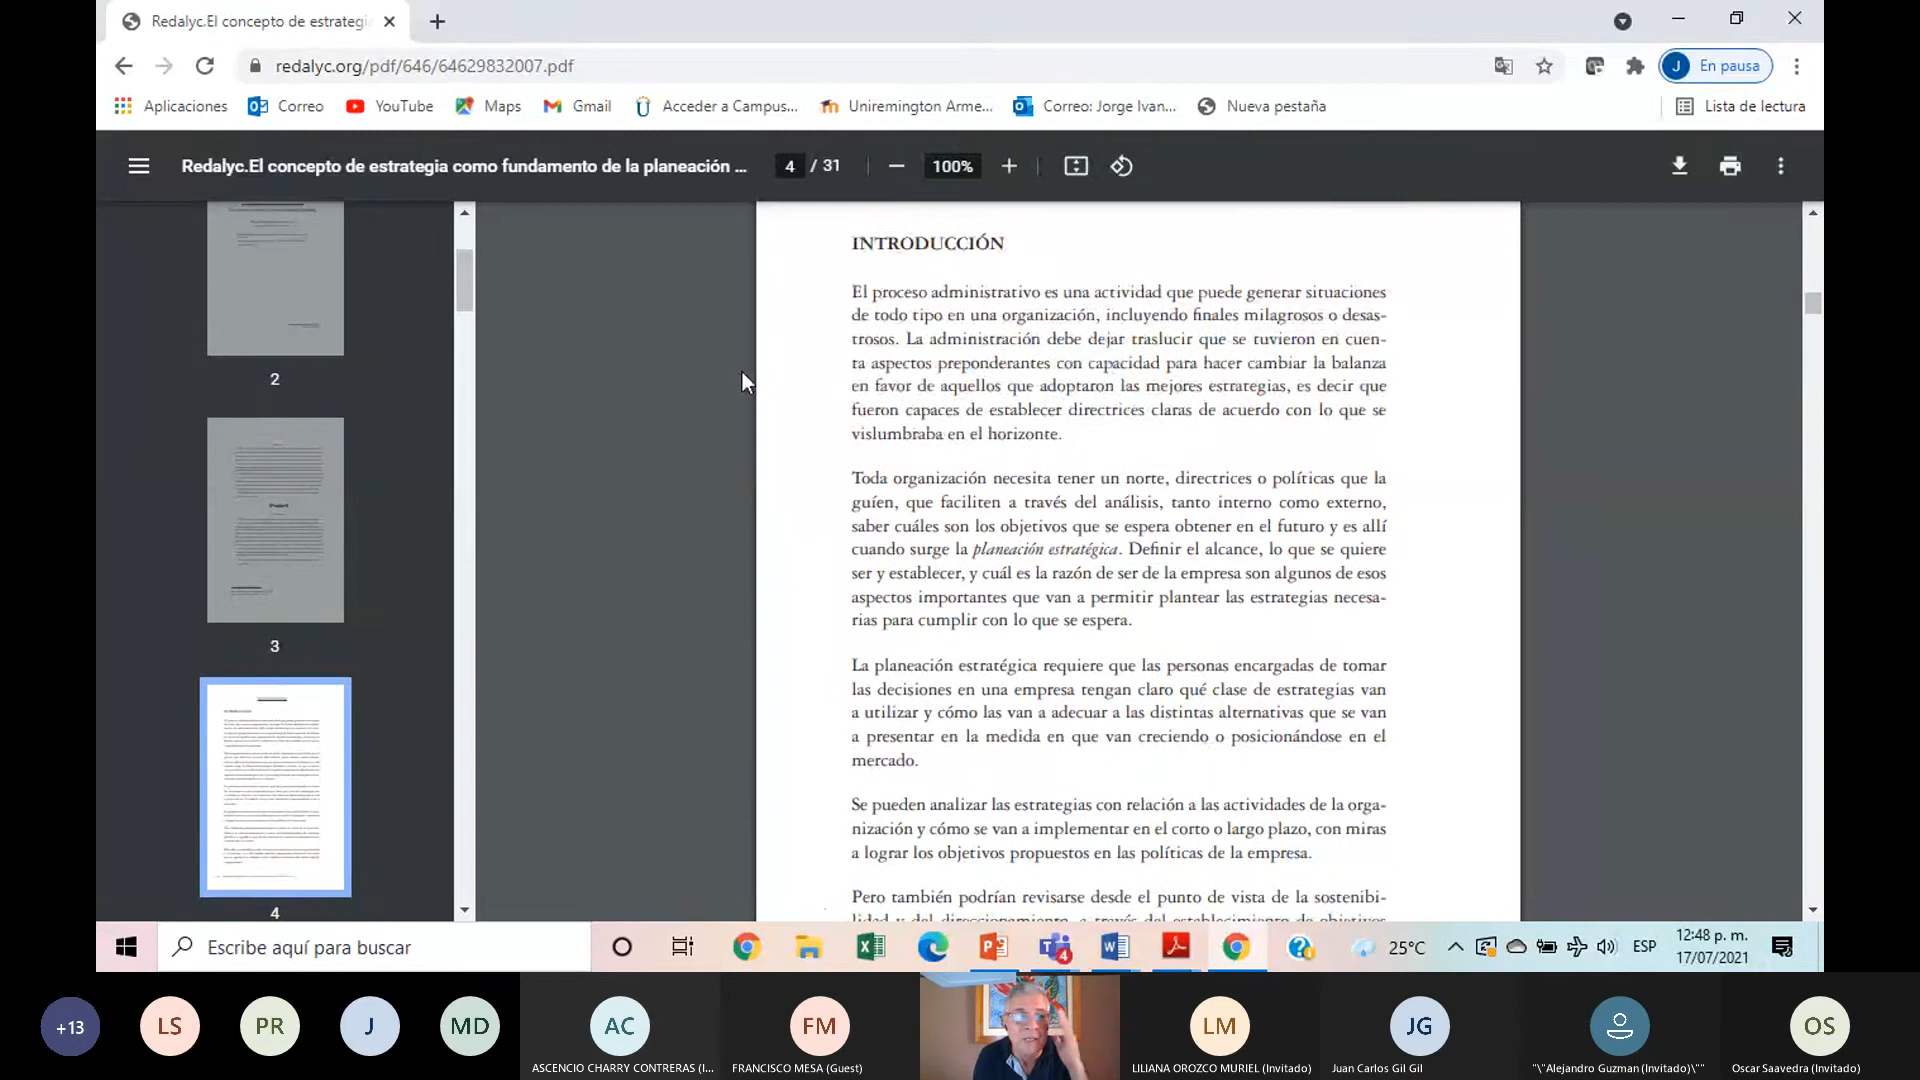 Redalyc.El concepto de estrategi
redalyc.org/pdf/646/64629832007.pdf
J En pausa
Aplicaciones Correo YouTube Maps Gmail Acceder a Campus... Uniremington Arme... Correo: Jorge Ivan... Nueva pestaña Lista de lectura
Redalyc.El concepto de estrategia como fundamento de la planeación ... 4 / 31 100%
2
3
4
INTRODUCCIÓN
El proceso administrativo es una actividad que puede generar situaciones
de todo tipo en una organización, incluyendo finales milagrosos o desas-
trosos. La administración debe dejar traslucir que se tuvieron en cuen-
ta aspectos preponderantes con capacidad para hacer cambiar la balanza
en favor de aquellos que adoptaron las mejores estrategias, es decir que
fueron capaces de establecer directrices claras de acuerdo con lo que se
vislumbraba en el horizonte.
Toda organización necesita tener un norte, directrices o políticas que la
guíen, que faciliten a través del análisis, tanto interno como externo,
saber cuáles son los objetivos que se espera obtener en el futuro y es allí
cuando surge la planeación estratégica. Definir el alcance, lo que se quiere
ser y establecer, y cuál es la razón de ser de la empresa son algunos de esos
aspectos importantes que van a permitir plantear las estrategias necesa-
rias para cumplir con lo que se espera.
La planeación estratégica requiere que las personas encargadas de tomar
las decisiones en una empresa tengan claro qué clase de estrategias van
a utilizar y cómo las van a adecuar a las distintas alternativas que se van
a presentar en la medida en que van creciendo o posicionándose en el
mercado.
Se pueden analizar las estrategias con relación a las actividades de la orga-
nización y cómo se van a implementar en el corto o largo plazo, con miras
a lograr los objetivos propuestos en las políticas de la empresa.
Pero también podrían revisarse desde el punto de vista de la sostenibi-
lidad y del direccionamiento, a través del establecimiento de objetivos
Escribe aquí para buscar
4
25°C
ESP
12:48 p. m.
17/07/2021
+13 LS PR J MD AC FM LM JG OS
ASCENCIO CHARRY CONTRERAS (I... FRANCISCO MESA (Guest) LILIANA OROZCO MURIEL (Invitado) Juan Carlos Gil Gil "\"Alejandro Guzman (Invitado)\"" Oscar Saavedra (Invitado)